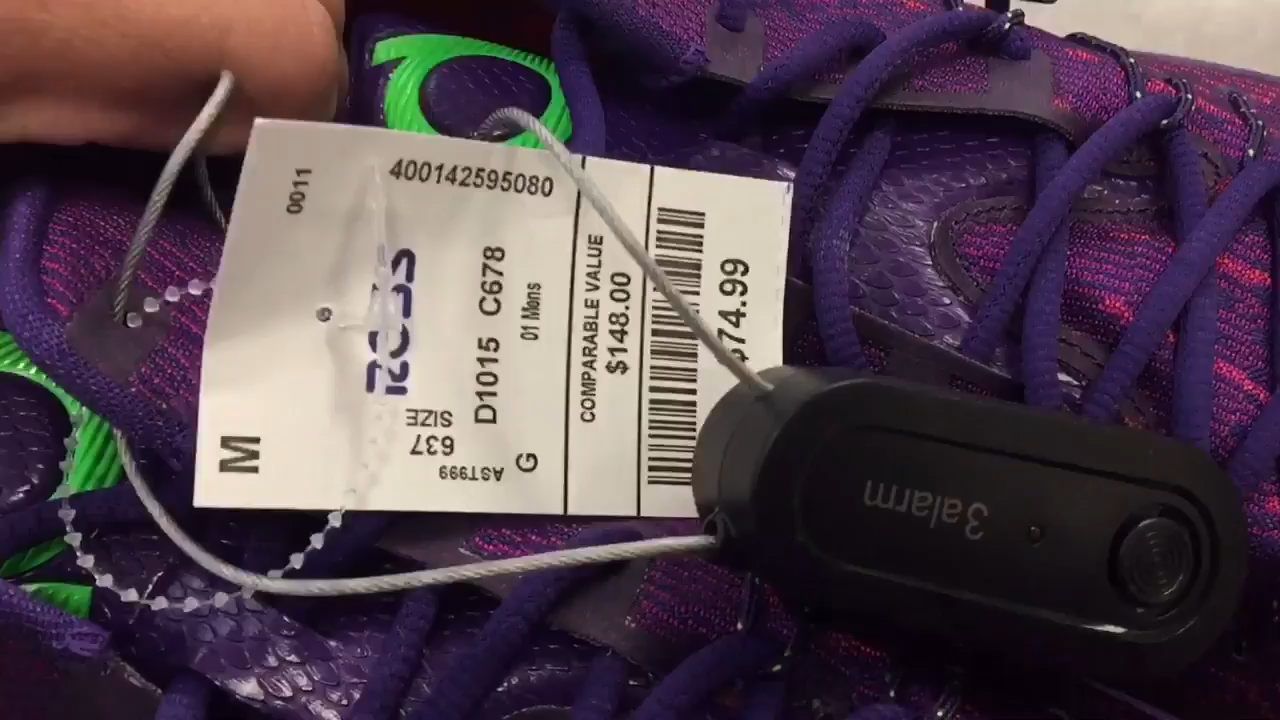 0011
400142595080
ROSS
D1015 C678
01 Mens
SIZE
637
AST999
G
M
COMPARABLE VALUE
$148.00
$74.99
3alarm